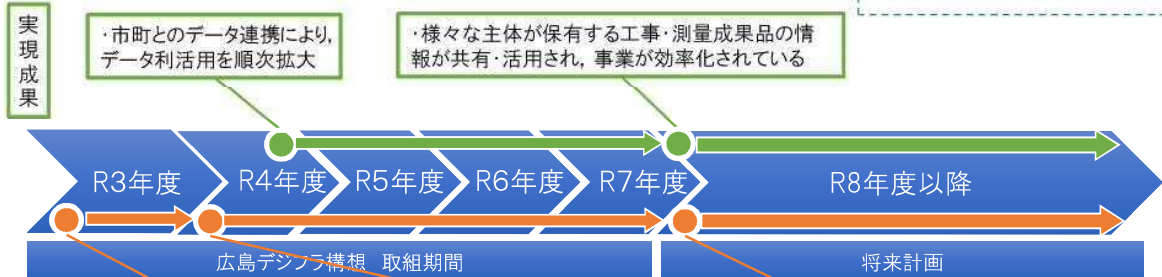 実現成果
・市町とのデータ連携により,
データ利活用を順次拡大
・様々な主体が保有する工事・測量成果品の情
報が共有・活用され, 事業が効率化されている
R3年度
R4年度
R5年度
R6年度
R7年度
R8年度以降
広島デジフラ構想 取組期間
将来計画